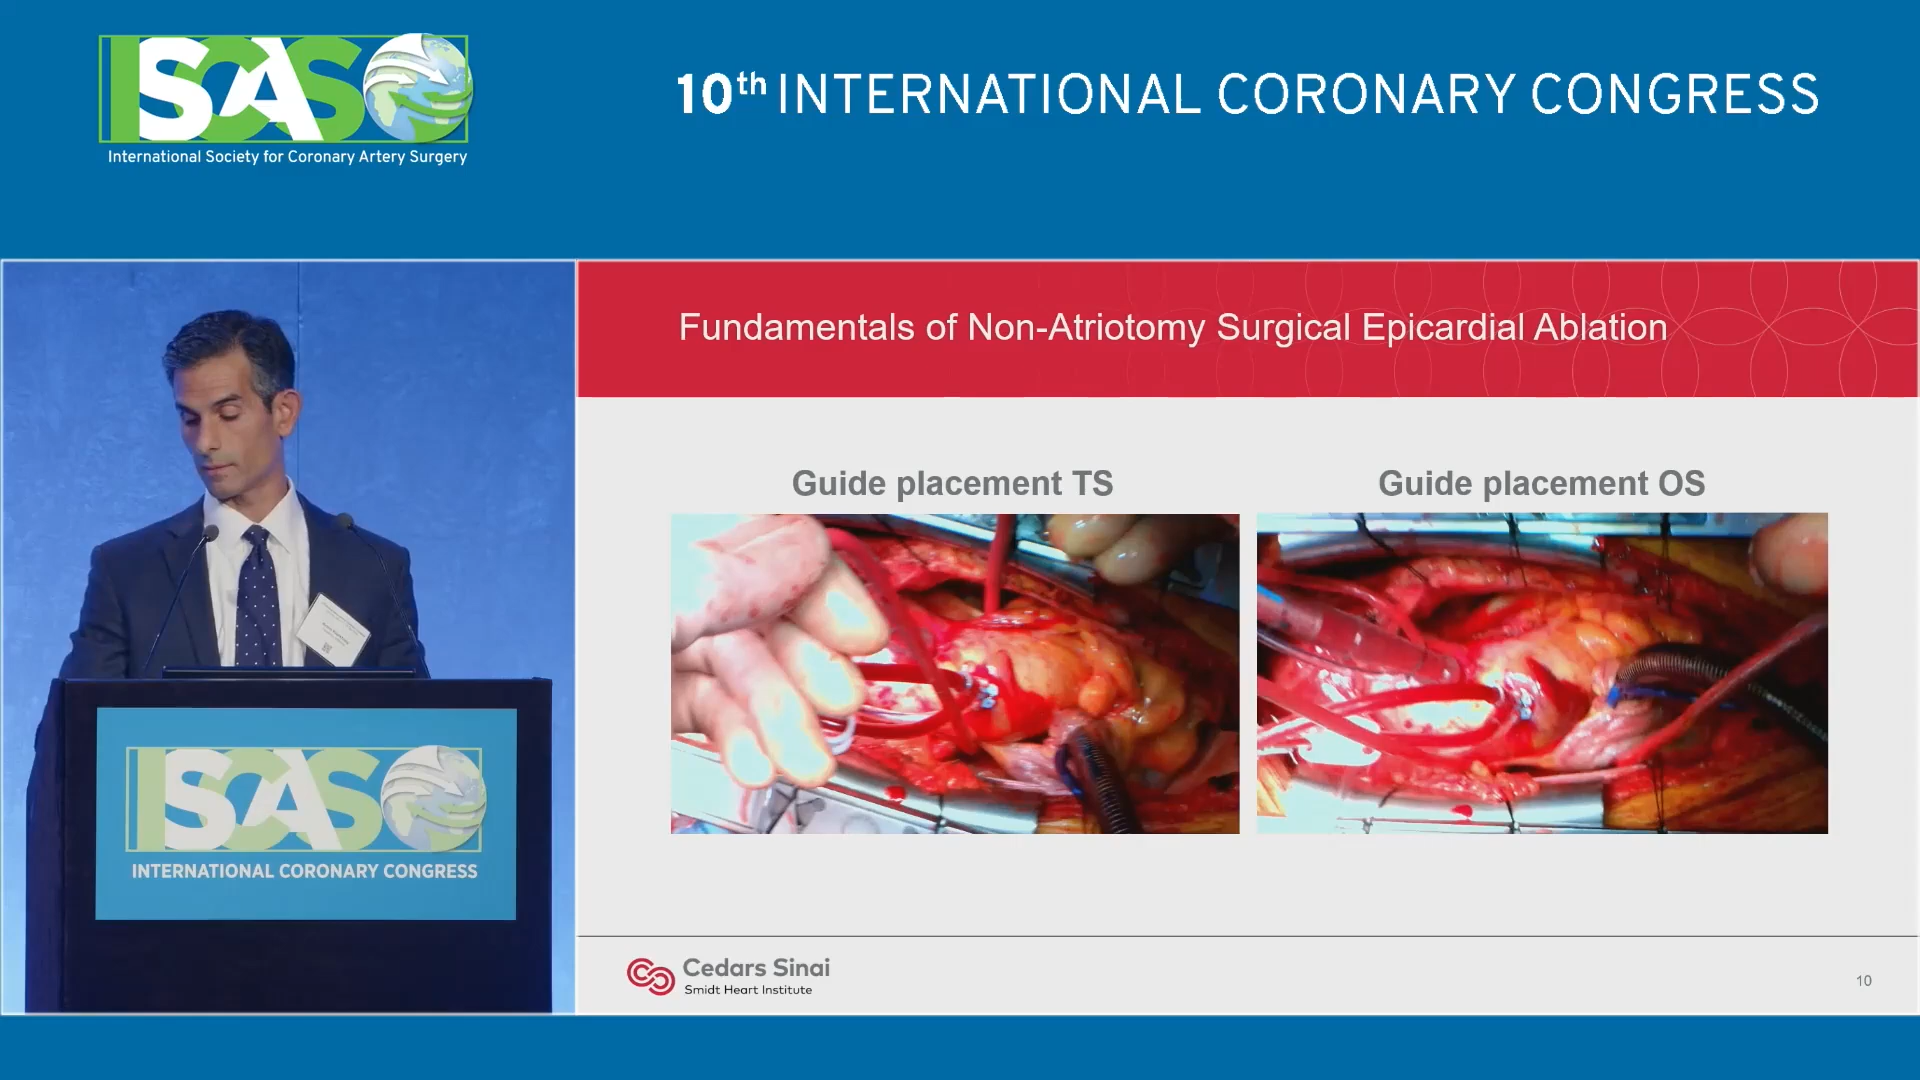 ISCAS
International Society for Coronary Artery Surgery
10th INTERNATIONAL CORONARY CONGRESS
Fundamentals of Non-Atriotomy Surgical Epicardial Ablation
Guide placement TS
Guide placement OS
ISCAS
INTERNATIONAL CORONARY CONGRESS
Cedars Sinai
Smidt Heart Institute
10